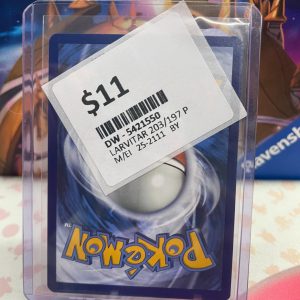 $11
DW - 5421550
LARVITAR 203/197 P
M/EI 25-2111 BY
POKÉMON
Ravensb